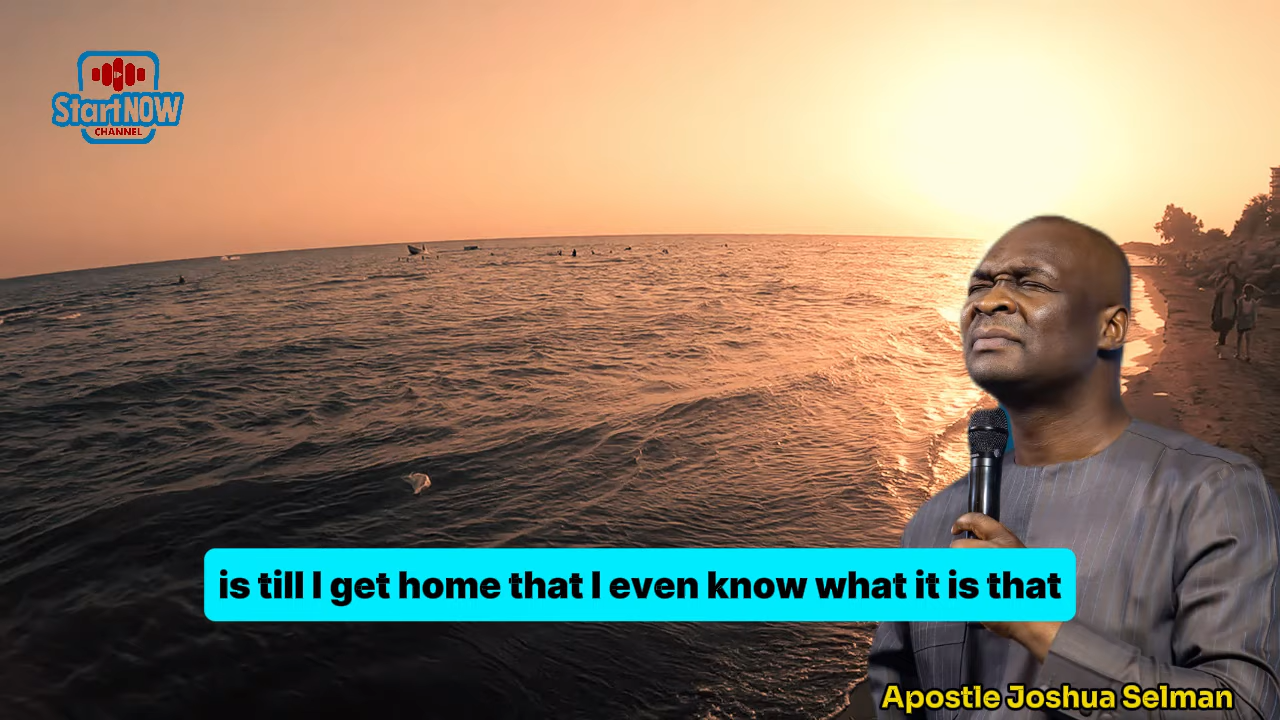 StartNOW
CHANNEL
is till I get home that I even know what it is that
Apostle Joshua Selman